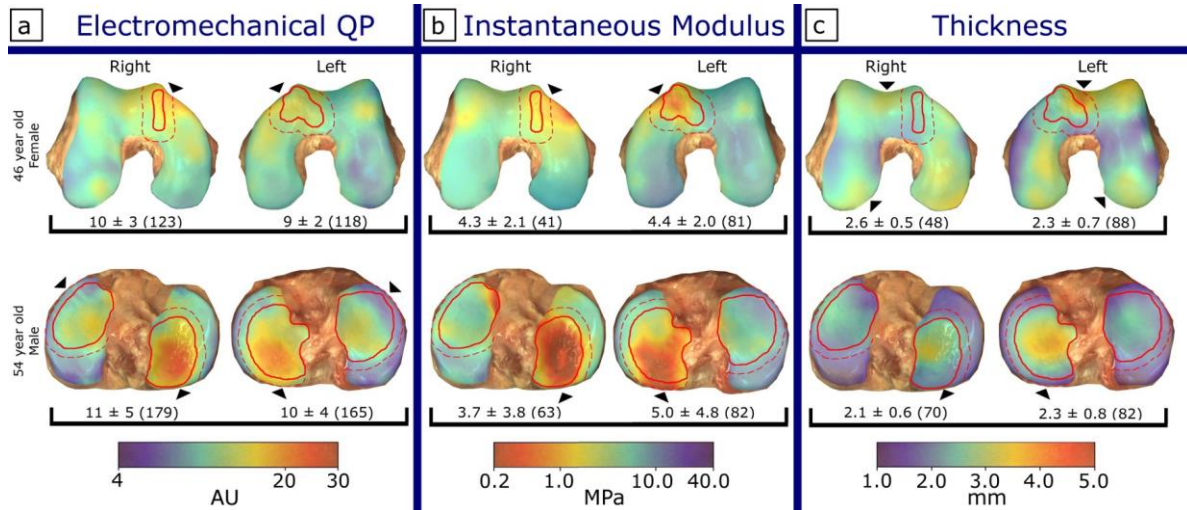 a Electromechanical QP
b Instantaneous Modulus
c Thickness
Right Left
Right Left
Right Left
46 year old
Female
10 ± 3 (123) 9 ± 2 (118)
4.3 ± 2.1 (41) 4.4 ± 2.0 (81)
2.6 ± 0.5 (48) 2.3 ± 0.7 (88)
54 year old
Male
11 ± 5 (179) 10 ± 4 (165)
3.7 ± 3.8 (63) 5.0 ± 4.8 (82)
2.1 ± 0.6 (70) 2.3 ± 0.8 (82)
4 20 30
AU
0.2 1.0 10.0 40.0
MPa
1.0 2.0 3.0 4.0 5.0
mm